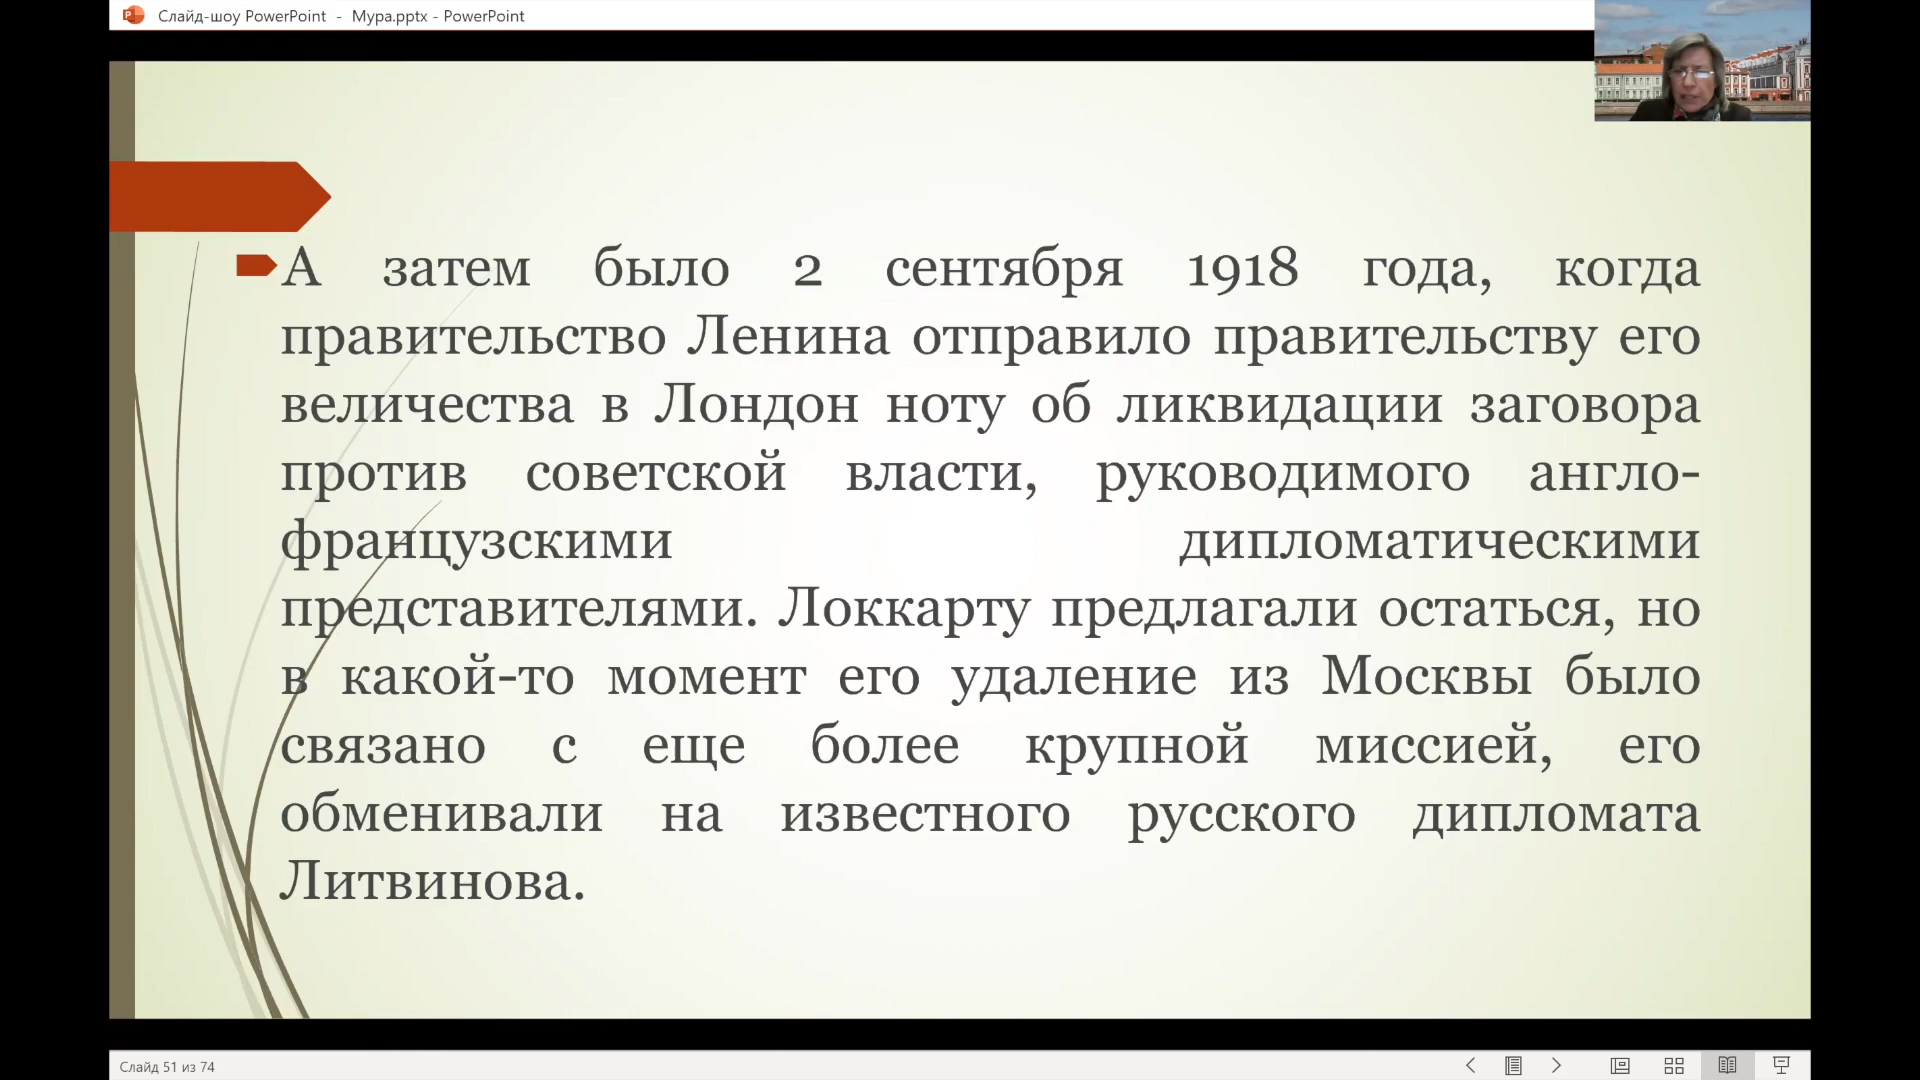 Слайд-шоу PowerPoint - Мура.pptx - PowerPoint
А затем было 2 сентября 1918 года, когда
правительство Ленина отправило правительству его
величества в Лондон ноту об ликвидации заговора
против советской власти, руководимого англо-
французскими дипломатическими
представителями. Локкарту предлагали остаться, но
в какой-то момент его удаление из Москвы было
связано с еще более крупной миссией, его
обменивали на известного русского дипломата
Литвинова.
Слайд 51 из 74